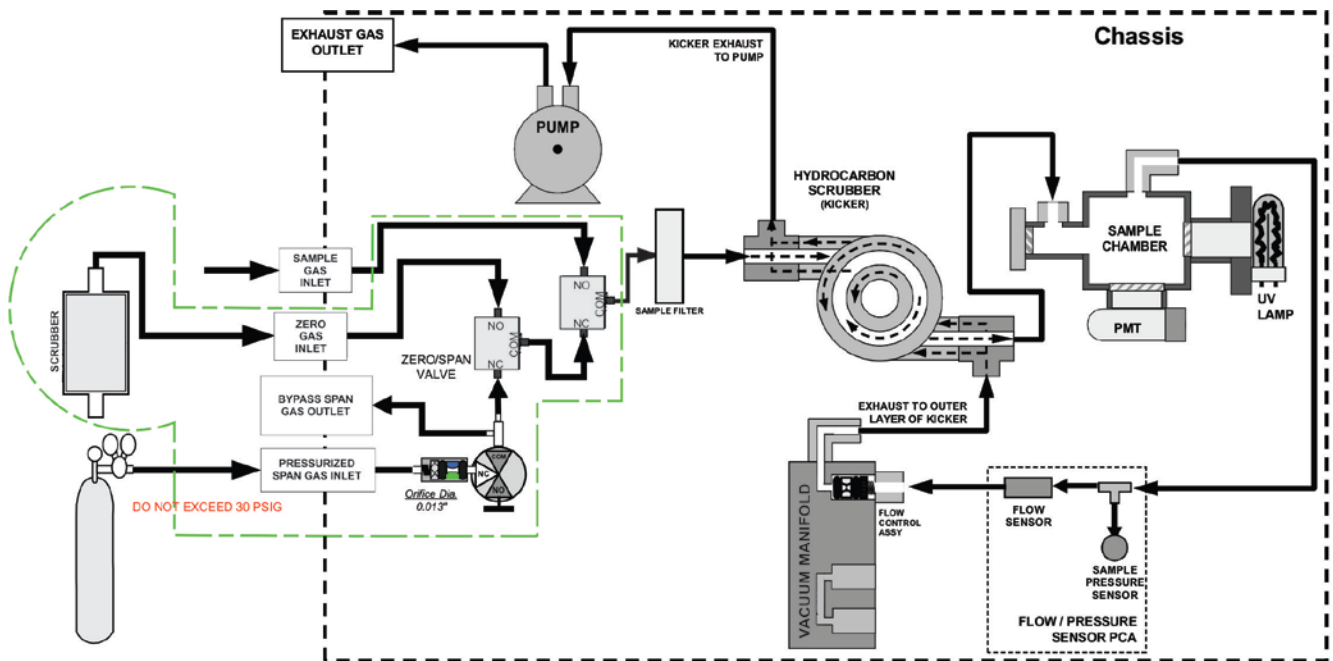 EXHAUST GAS
OUTLET
KICKER EXHAUST
TO PUMP
Chassis
PUMP
HYDROCARBON
SCRUBBER
(KICKER)
SAMPLE
CHAMBER
UV
LAMP
PMT
SAMPLE
GAS
INLET
NO
COM
NC
SAMPLE FILTER
SCRUBBER
ZERO
GAS
INLET
NO
COM
NC
ZERO/SPAN
VALVE
BYPASS SPAN
GAS OUTLET
EXHAUST TO OUTER
LAYER OF KICKER
PRESSURIZED
SPAN GAS INLET
COM
NC
NO
Orifice Dia.
0.013"
DO NOT EXCEED 30 PSIG
VACUUM MANIFOLD
FLOW
CONTROL
ASSY
FLOW
SENSOR
SAMPLE
PRESSURE
SENSOR
FLOW / PRESSURE
SENSOR PCA